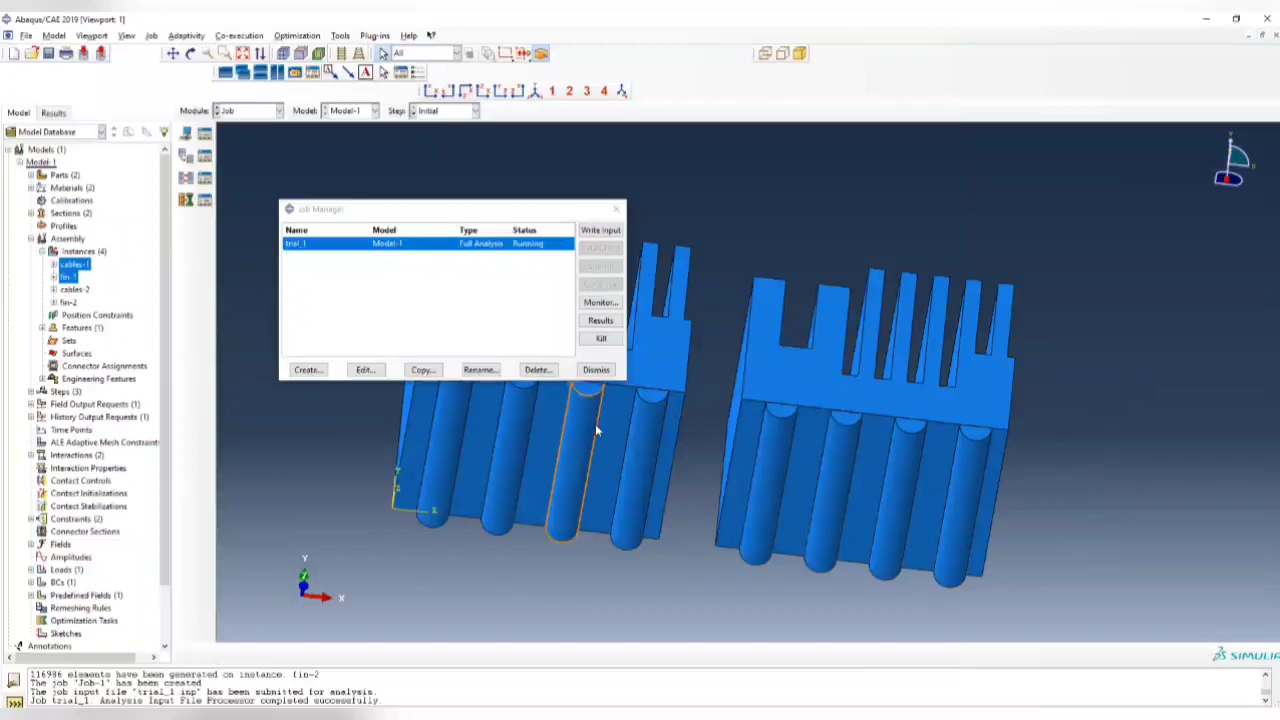 Abaqus/CAE 2019 [Viewport: 1]
File Model Viewport View Job Adaptivity Co-execution Optimization Tools Plug-ins Help
All
1 2 3 4
Model Results
Module: Job Model: Model-1 Step: Initial
Model Database
Models (1)
Model-1
Parts (2)
Materials (2)
Calibrations
Sections (2)
Profiles
Assembly
Instances (4)
cables-1
fin-1
cables-2
fin-2
Position Constraints
Features (1)
Sets
Surfaces
Connector Assignments
Engineering Features
Steps (3)
Field Output Requests (1)
History Output Requests (1)
Time Points
ALE Adaptive Mesh Constraint
Interactions (2)
Interaction Properties
Contact Controls
Contact Initializations
Contact Stabilizations
Constraints (2)
Connector Sections
Fields
Amplitudes
Loads (1)
BCs (1)
Predefined Fields (1)
Remeshing Rules
Optimization Tasks
Sketches
Annotations
Job Manager
Name Model Type Status
trial_1 Model-1 Full Analysis Running
Write Input
Monitor...
Results
Kill
Create... Edit... Copy... Rename... Delete... Dismiss
Y
X
Z
Y
X
SIMULIA
116986 elements have been generated on instance: fin-2
The job "Job-1" has been created
The job input file "trial_1.inp" has been submitted for analysis.
Job trial_1: Analysis Input File Processor completed successfully.